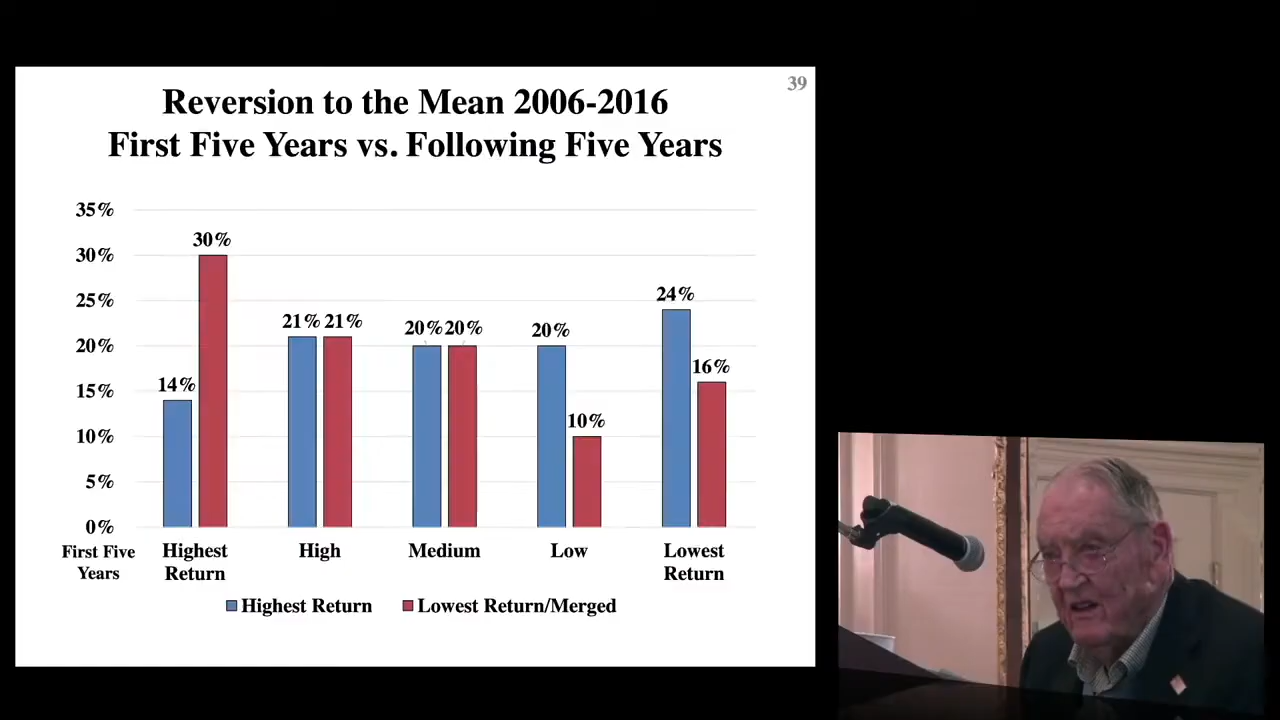 39
Reversion to the Mean 2006-2016
First Five Years vs. Following Five Years
35%
30%
25%
20%
15%
10%
5%
0%
14%
30%
21%
21%
20%
20%
20%
10%
24%
16%
First Five
Years
Highest
Return
High
Medium
Low
Lowest
Return
Highest Return
Lowest Return/Merged